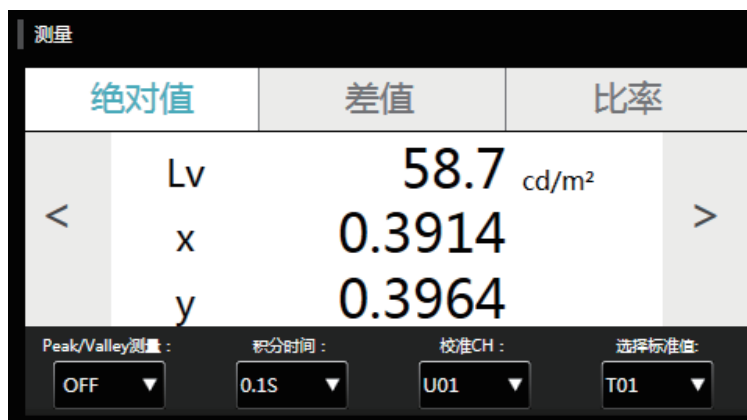 测量
绝对值 差值 比率
Lv 58.7 cd/m²
< >
x 0.3914
y 0.3964
Peak/Valley测量： 积分时间： 校准CH： 选择标准值:
OFF ▼ 0.1S ▼ U01 ▼ T01 ▼